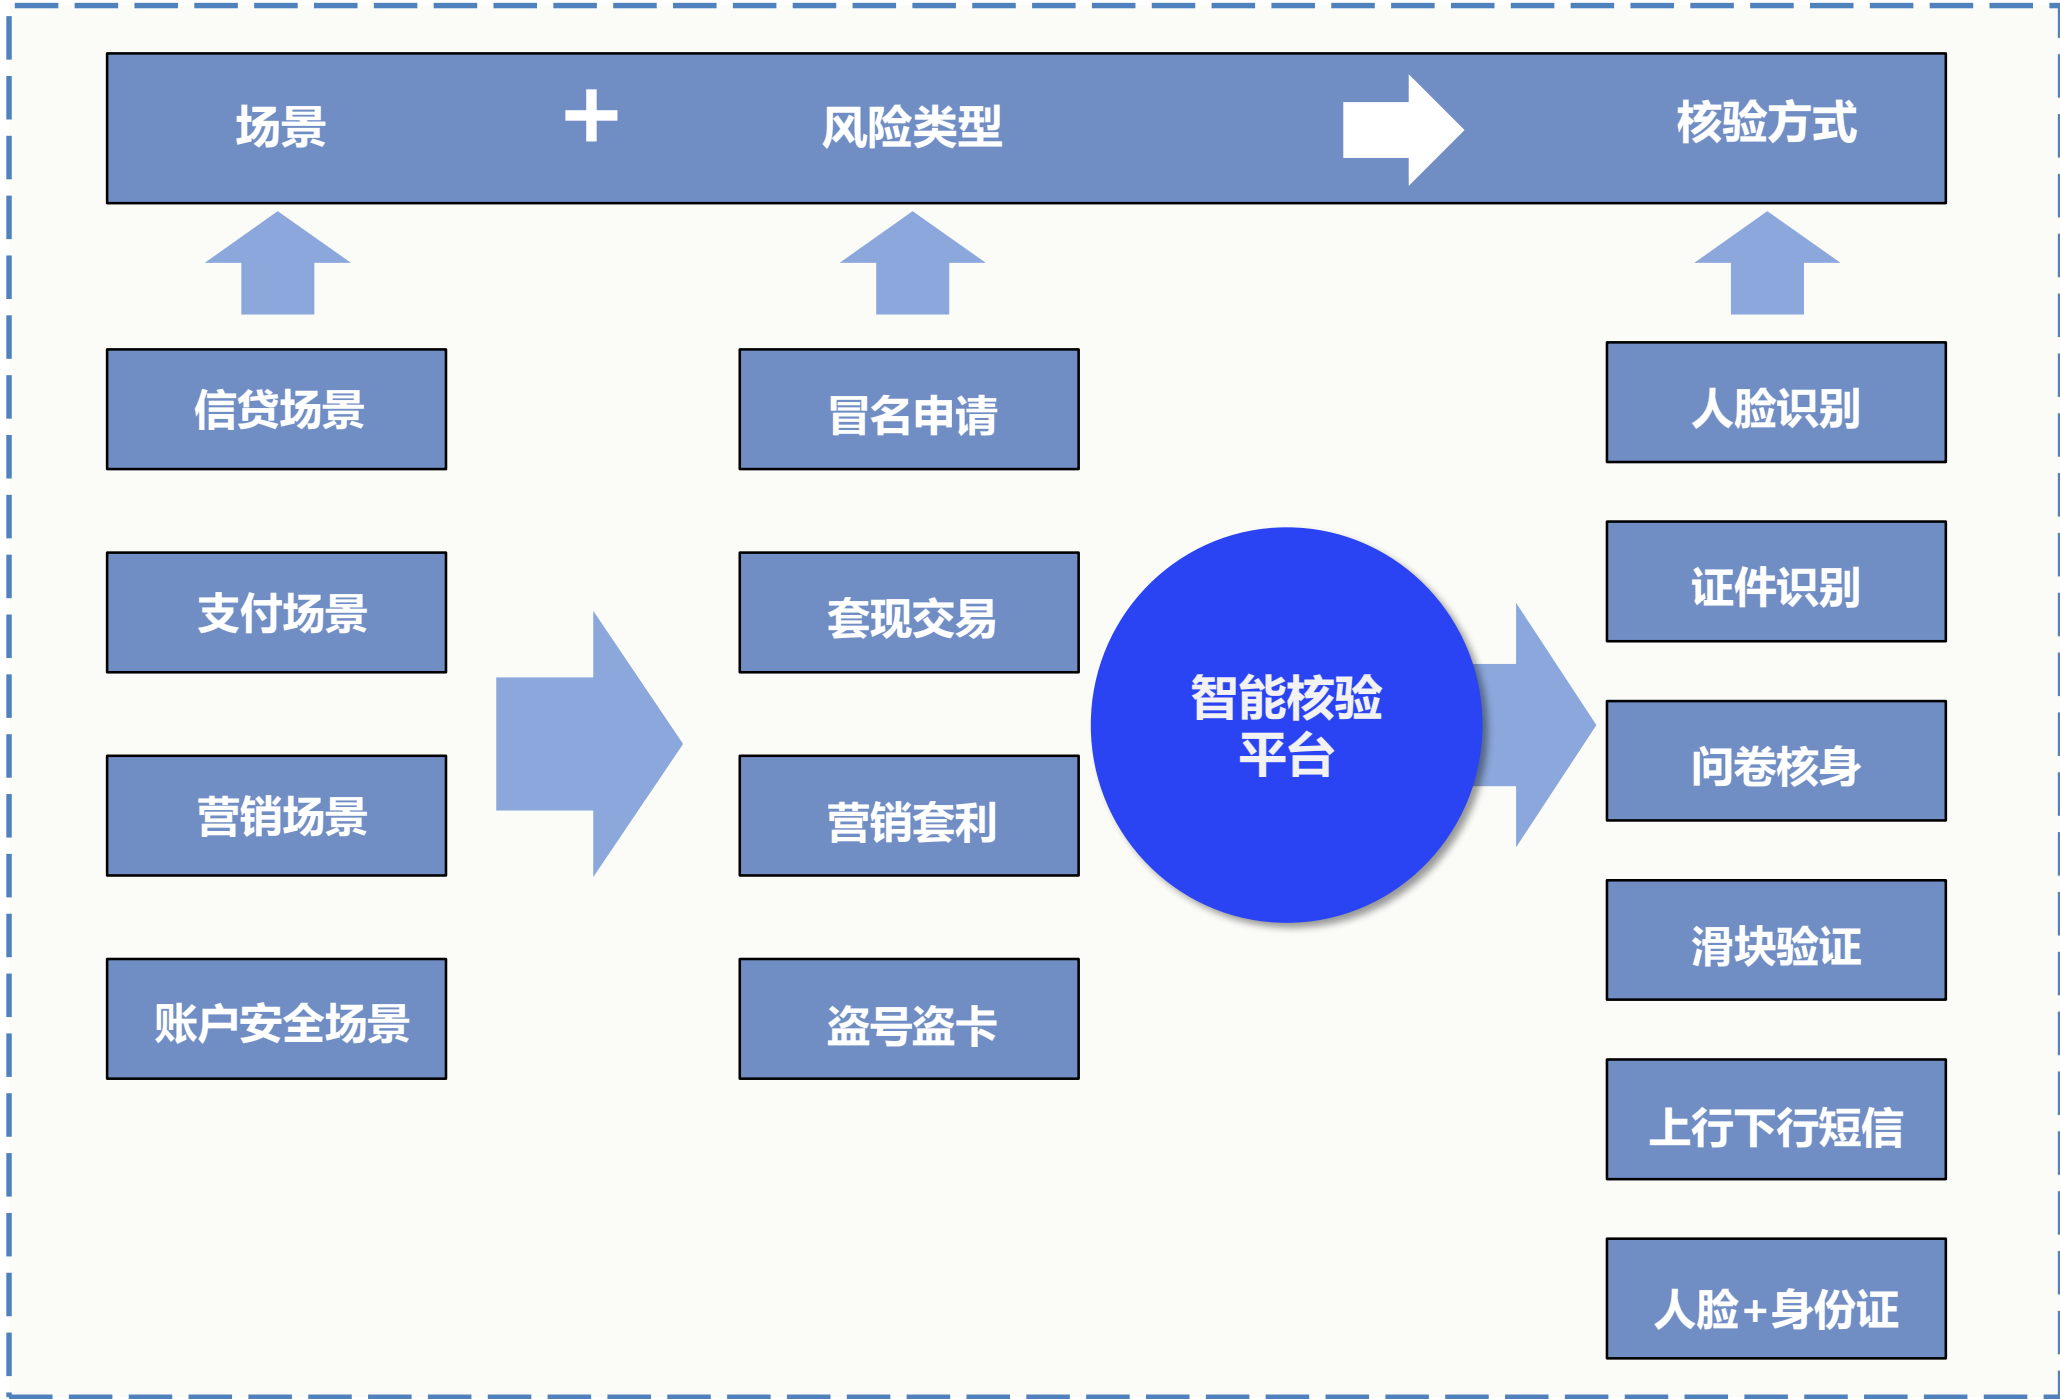 场景 + 风险类型 核验方式
信贷场景
支付场景
营销场景
账户安全场景
冒名申请
套现交易
营销套利
盗号盗卡
智能核验
平台
人脸识别
证件识别
问卷核身
滑块验证
上行下行短信
人脸+身份证